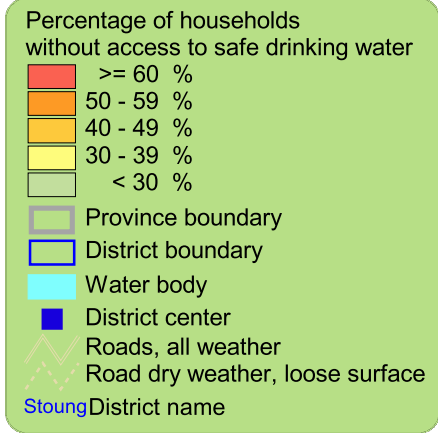 Percentage of households
without access to safe drinking water
>= 60 %
50 - 59 %
40 - 49 %
30 - 39 %
< 30 %
Province boundary
District boundary
Water body
District center
Roads, all weather
Road dry weather, loose surface
Stoung District name